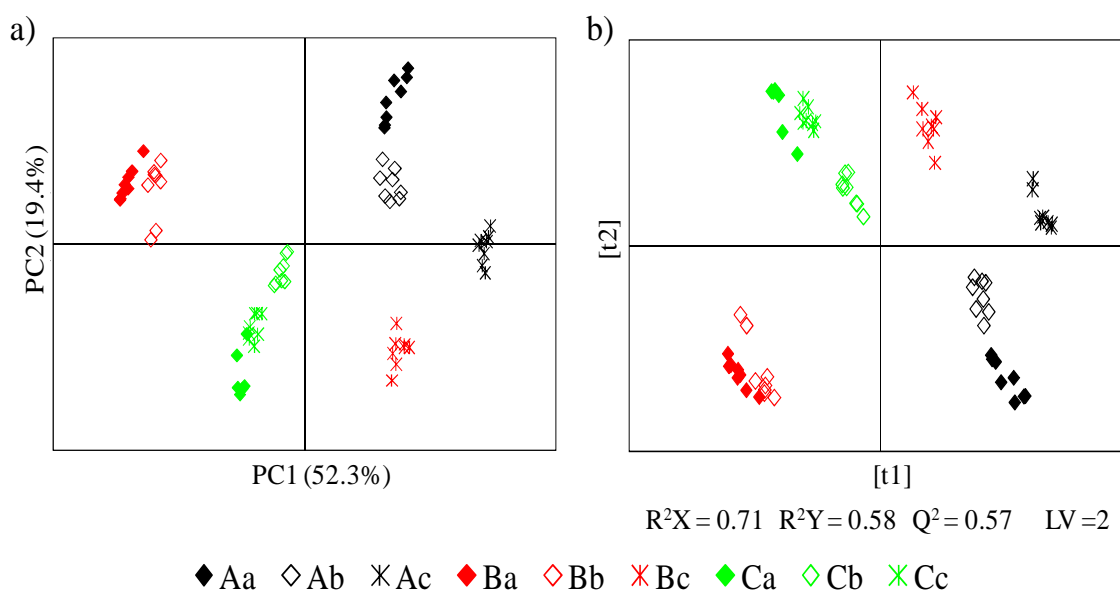 a)
PC2 (19.4%)
PC1 (52.3%)
b)
[t2]
[t1]
R²X = 0.71 R²Y = 0.58 Q² = 0.57 LV =2
Aa Ab Ac Ba Bb Bc Ca Cb Cc